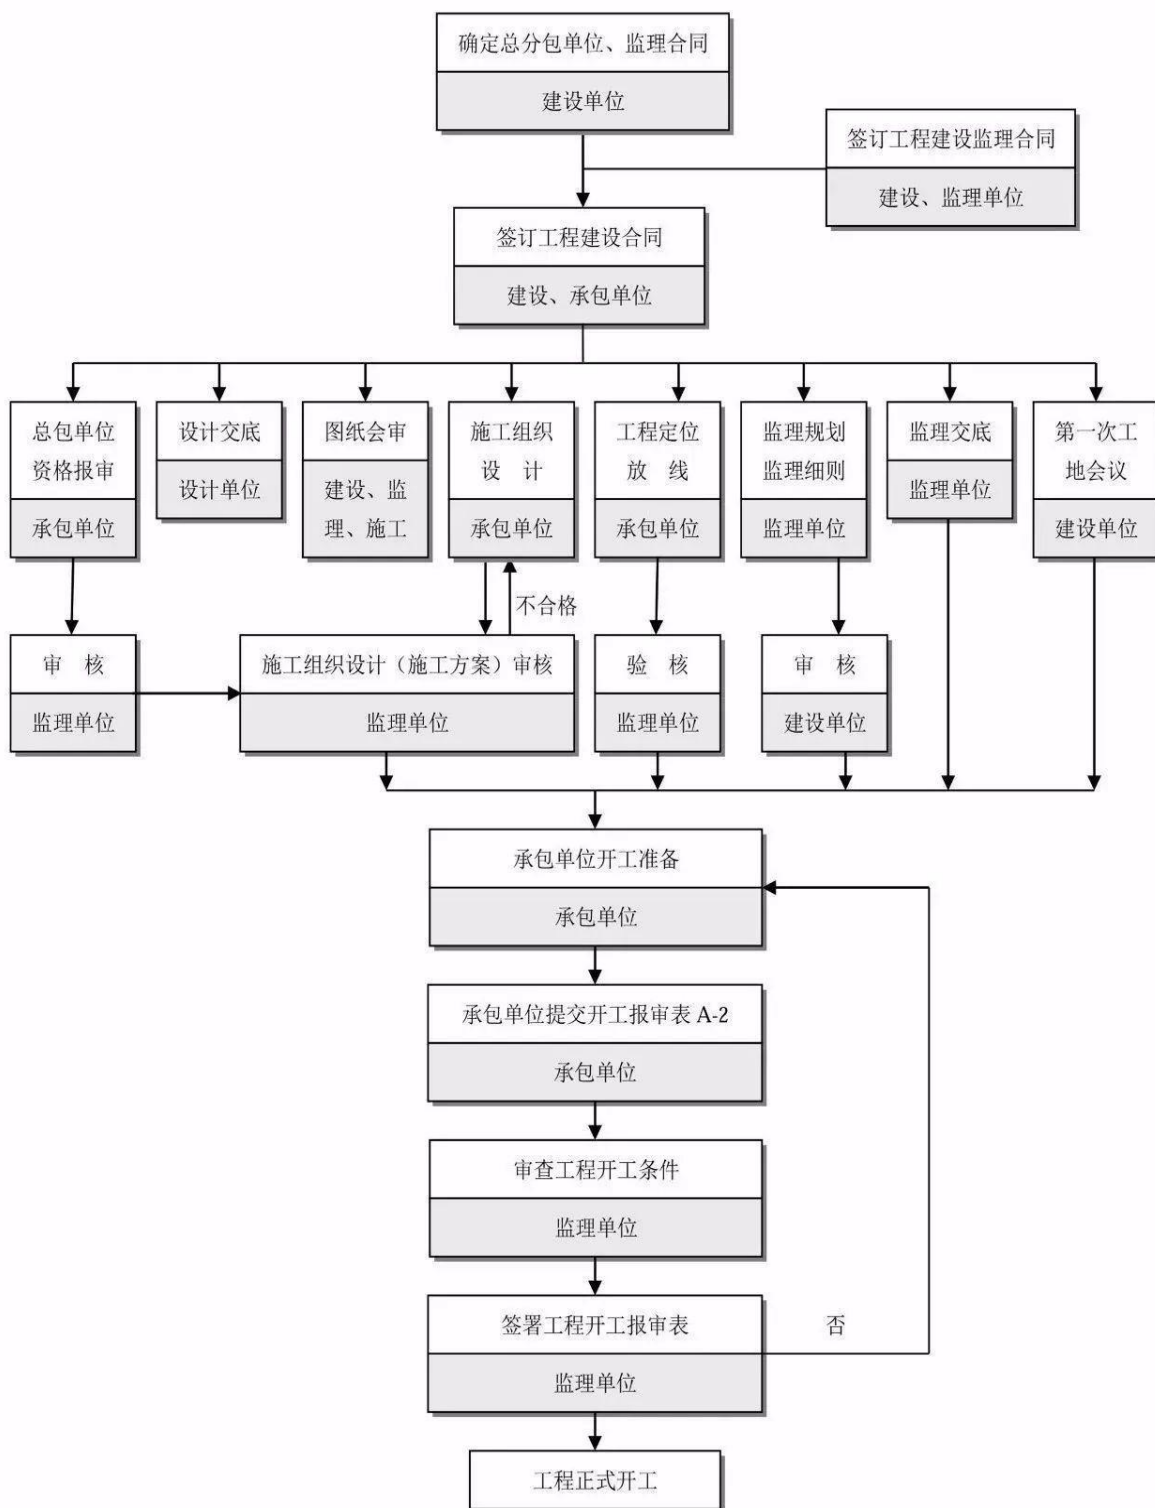 确定总分包单位、监理合同
建设单位
签订工程建设监理合同
建设、监理单位
签订工程建设合同
建设、承包单位
总包单位
资格报审
承包单位
设计交底
设计单位
图纸会审
建设、监
理、施工
施工组织
设 计
承包单位
工程定位
放 线
承包单位
监理规划
监理细则
监理单位
监理交底
监理单位
第一次工
地会议
建设单位
不合格
审 核
监理单位
施工组织设计（施工方案）审核
监理单位
验 核
监理单位
审 核
建设单位
承包单位开工准备
承包单位
承包单位提交开工报审表 A-2
承包单位
审查工程开工条件
监理单位
签署工程开工报审表
否
监理单位
工程正式开工